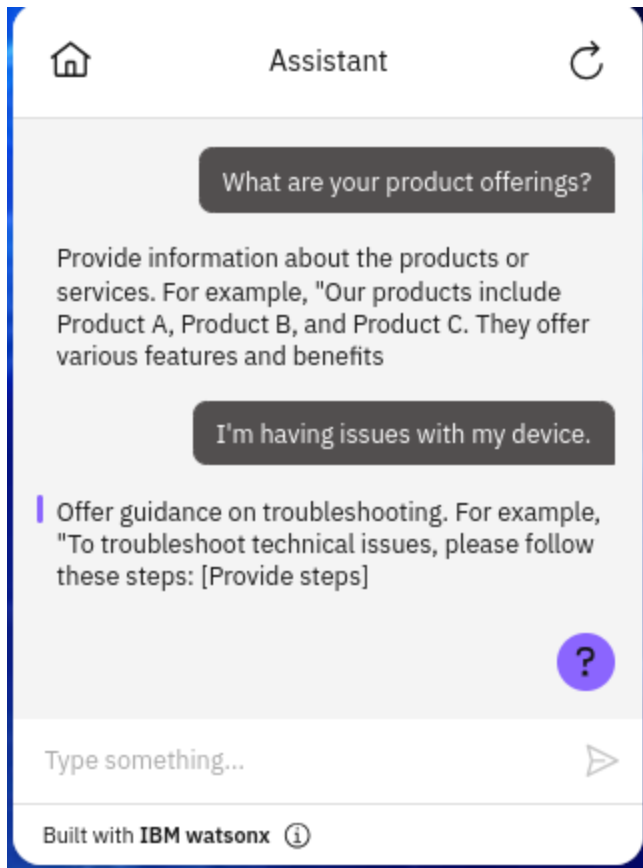 Assistant
What are your product offerings?
Provide information about the products or
services. For example, "Our products include
Product A, Product B, and Product C. They offer
various features and benefits
I'm having issues with my device.
Offer guidance on troubleshooting. For example,
"To troubleshoot technical issues, please follow
these steps: [Provide steps]
?
Type something...
Built with IBM watsonx